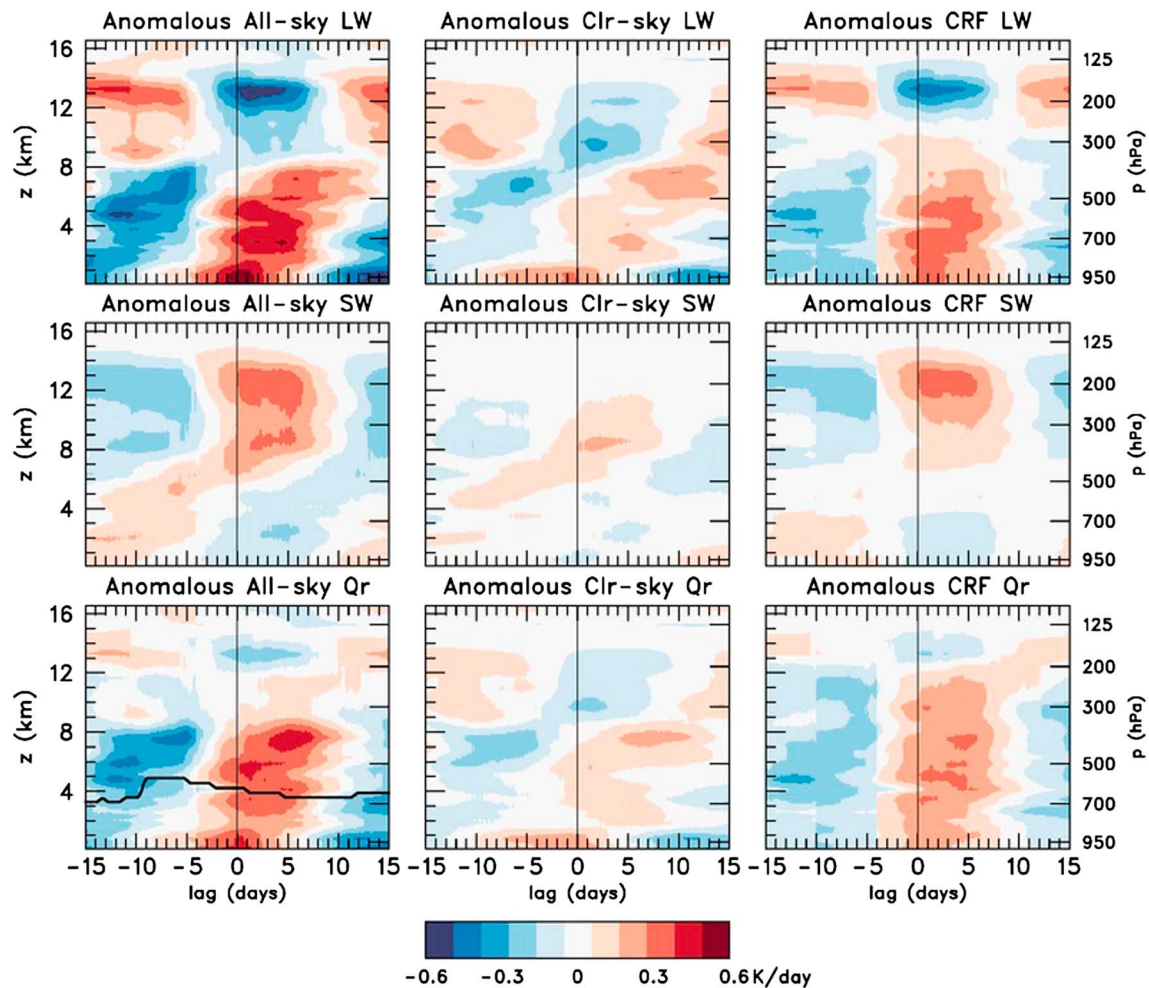 Anomalous All-sky LW
Anomalous Clr-sky LW
Anomalous CRF LW
16
12
8
4
z (km)
125
200
300
500
700
950
p (hPa)
Anomalous All-sky SW
Anomalous Clr-sky SW
Anomalous CRF SW
16
12
8
4
z (km)
125
200
300
500
700
950
p (hPa)
Anomalous All-sky Qr
Anomalous Clr-sky Qr
Anomalous CRF Qr
16
12
8
4
z (km)
125
200
300
500
700
950
p (hPa)
-15 -10 -5 0 5 10 15
-15 -10 -5 0 5 10 15
-15 -10 -5 0 5 10 15
lag (days)
lag (days)
lag (days)
-0.6 -0.3 0 0.3 0.6 K/day